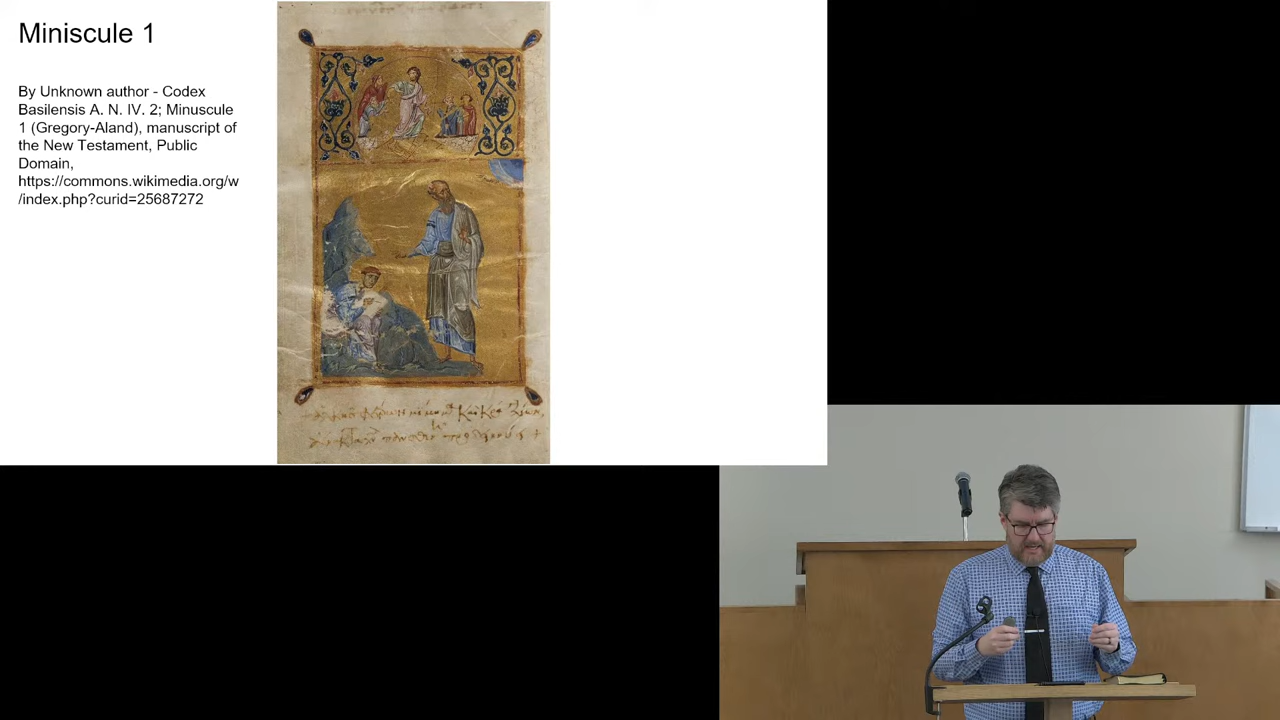 Miniscule 1
By Unknown author - Codex
Basilensis A. N. IV. 2; Minuscule
1 (Gregory-Aland), manuscript of
the New Testament, Public
Domain,
https://commons.wikimedia.org/w
/index.php?curid=25687272